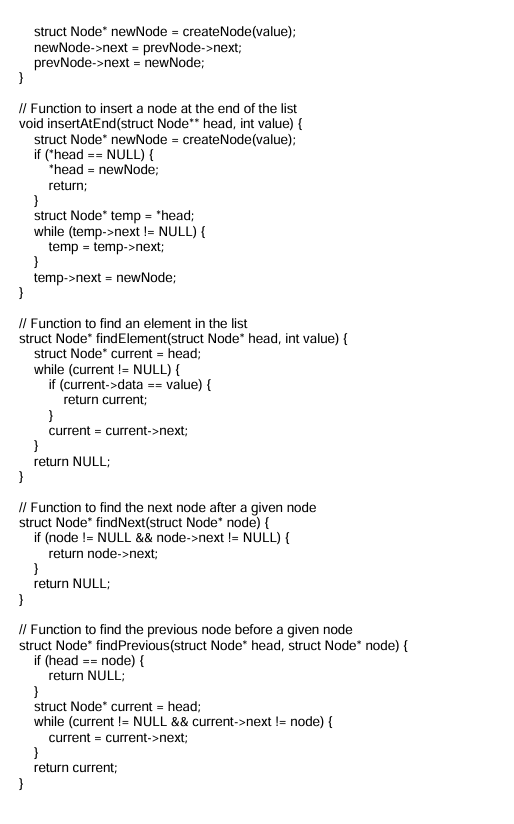 struct Node* newNode = createNode(value);
    newNode->next = prevNode->next;
    prevNode->next = newNode;
}

// Function to insert a node at the end of the list
void insertAtEnd(struct Node** head, int value) {
    struct Node* newNode = createNode(value);
    if (*head == NULL) {
        *head = newNode;
        return;
    }
    struct Node* temp = *head;
    while (temp->next != NULL) {
        temp = temp->next;
    }
    temp->next = newNode;
}

// Function to find an element in the list
struct Node* findElement(struct Node* head, int value) {
    struct Node* current = head;
    while (current != NULL) {
        if (current->data == value) {
            return current;
        }
        current = current->next;
    }
    return NULL;
}

// Function to find the next node after a given node
struct Node* findNext(struct Node* node) {
    if (node != NULL && node->next != NULL) {
        return node->next;
    }
    return NULL;
}

// Function to find the previous node before a given node
struct Node* findPrevious(struct Node* head, struct Node* node) {
    if (head == node) {
        return NULL;
    }
    struct Node* current = head;
    while (current != NULL && current->next != node) {
        current = current->next;
    }
    return current;
}